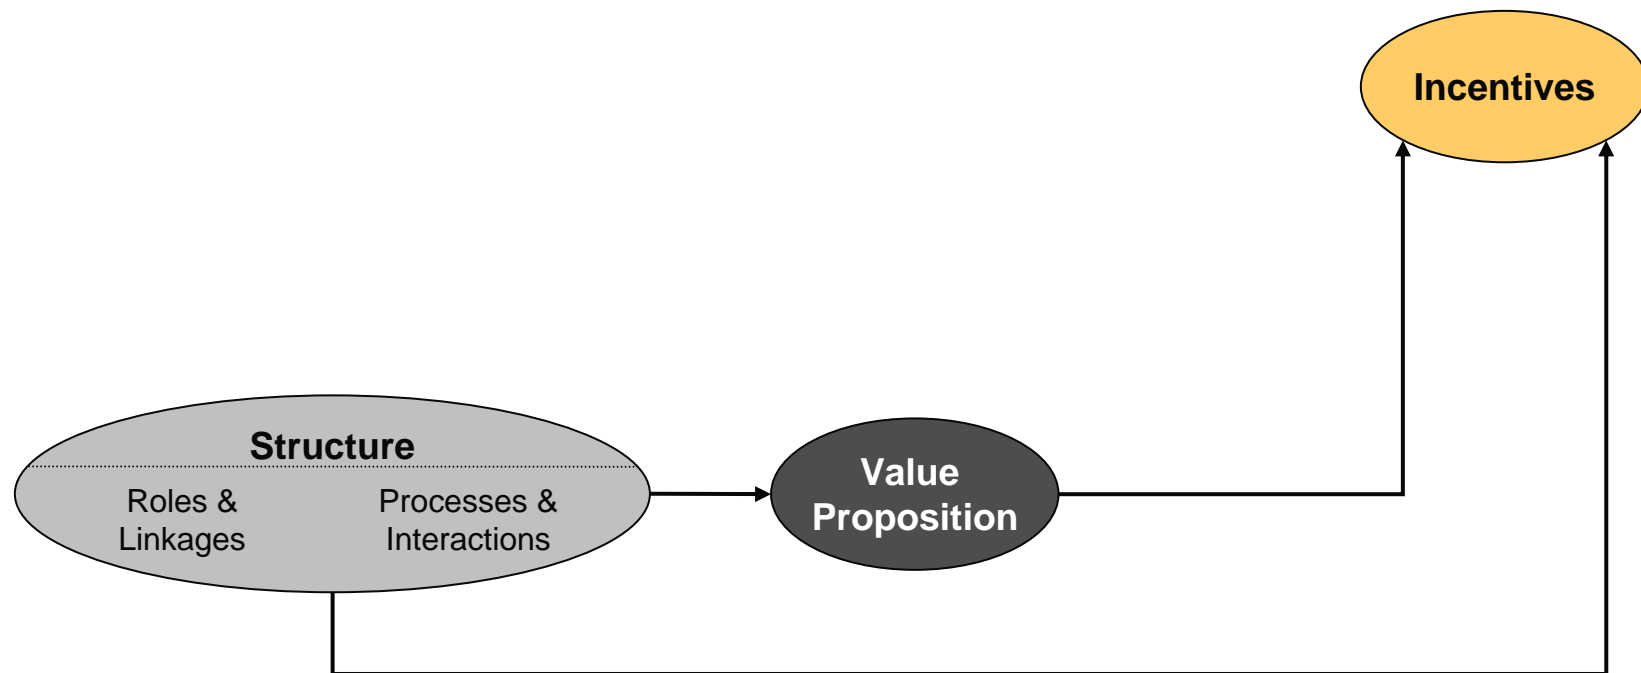 Incentives
Structure
Roles &
Linkages
Processes &
Interactions
Value
Proposition